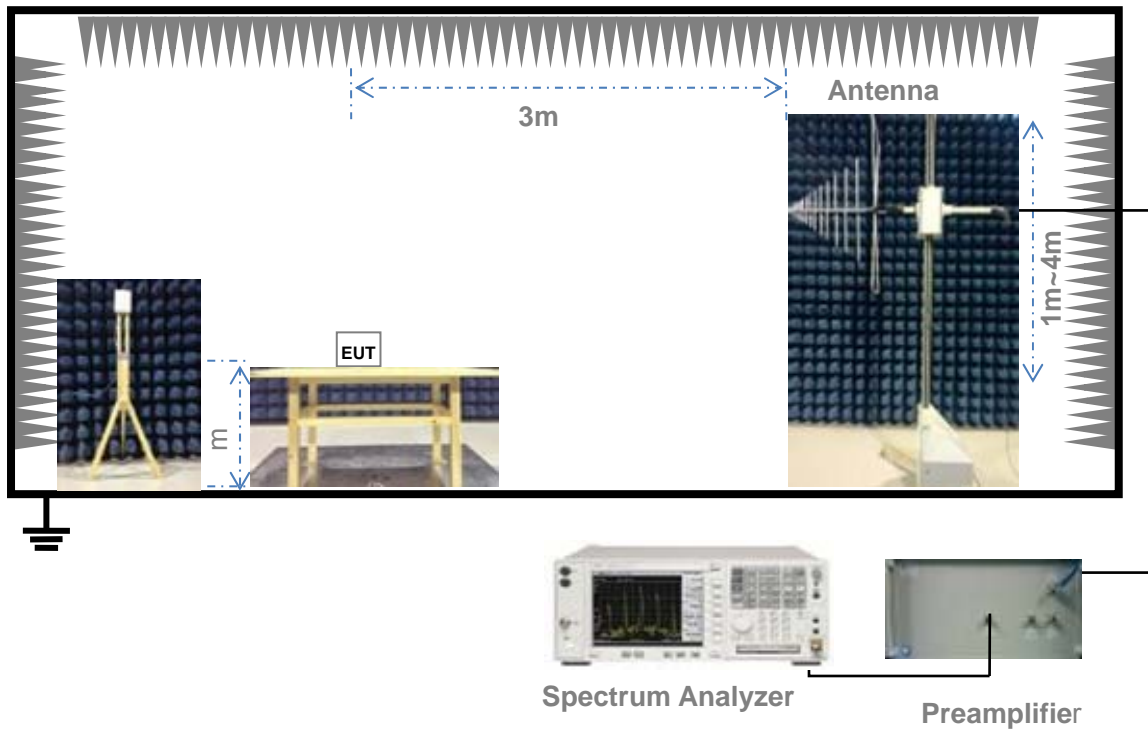 Antenna
3m
1m~4m
EUT
m
Spectrum Analyzer
Preamplifier